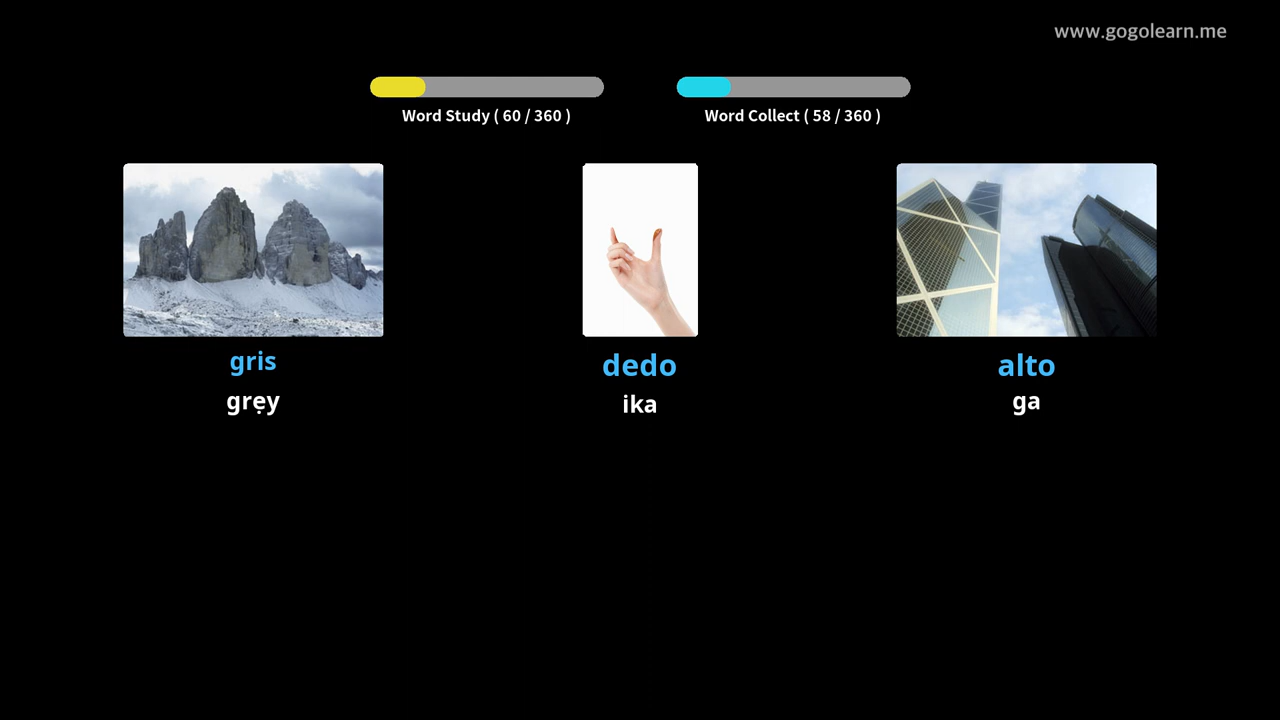 www.gogolearn.me
Word Study ( 60 / 360 )
Word Collect ( 58 / 360 )
gris
grẹy
dedo
ika
alto
ga